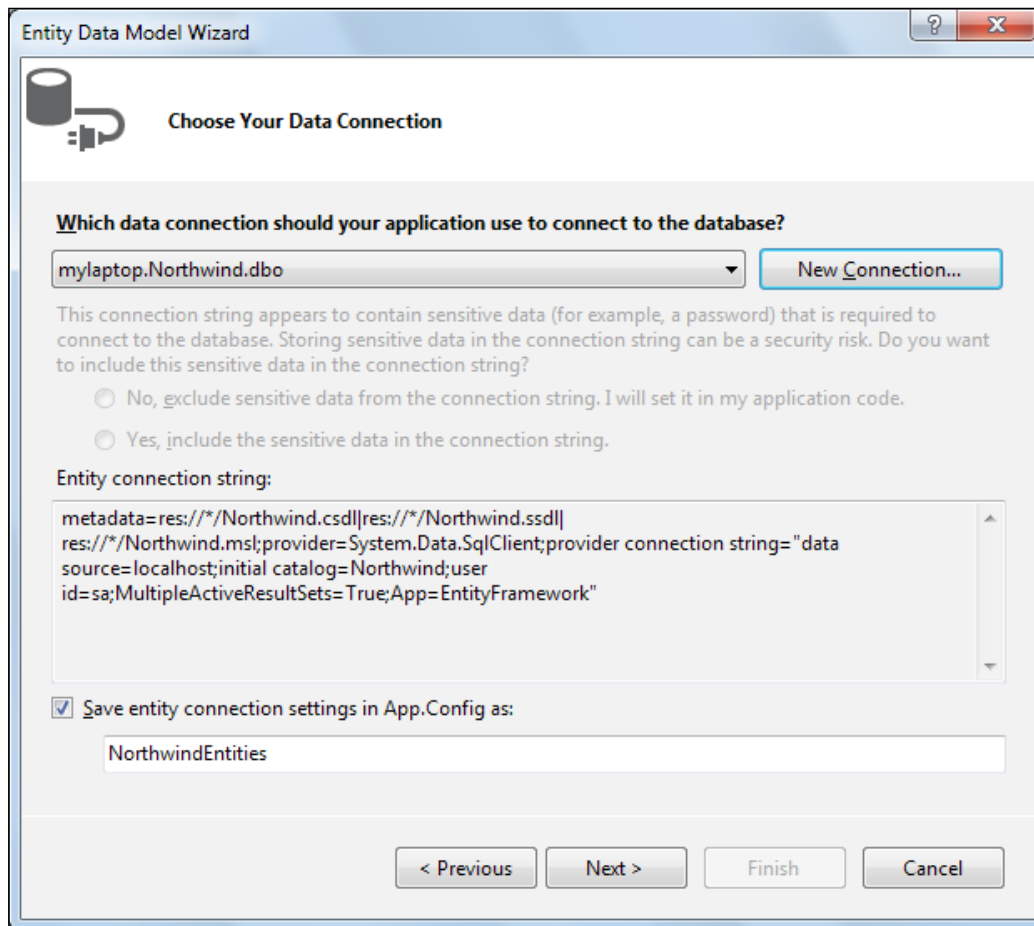 Entity Data Model Wizard
Choose Your Data Connection
Which data connection should your application use to connect to the database?
mylaptop.Northwind.dbo
New Connection...
This connection string appears to contain sensitive data (for example, a password) that is required to
connect to the database. Storing sensitive data in the connection string can be a security risk. Do you want
to include this sensitive data in the connection string?
No, exclude sensitive data from the connection string. I will set it in my application code.
Yes, include the sensitive data in the connection string.
Entity connection string:
metadata=res://*/Northwind.csdl|res://*/Northwind.ssdl|
res://*/Northwind.msl;provider=System.Data.SqlClient;provider connection string="data
source=localhost;initial catalog=Northwind;user
id=sa;MultipleActiveResultSets=True;App=EntityFramework"
Save entity connection settings in App.Config as:
NorthwindEntities
< Previous
Next >
Finish
Cancel